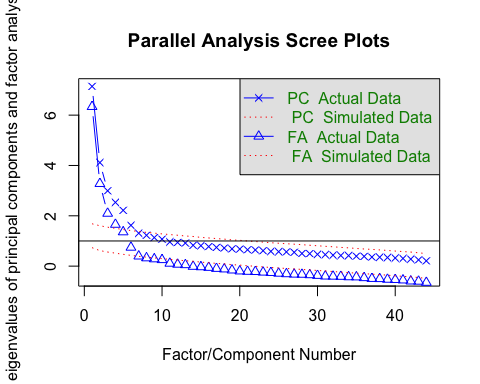 Parallel Analysis Scree Plots
eigenvalues of principal components and factor analys
PC Actual Data
PC Simulated Data
FA Actual Data
FA Simulated Data
6
4
2
0
0 10 20 30 40
Factor/Component Number